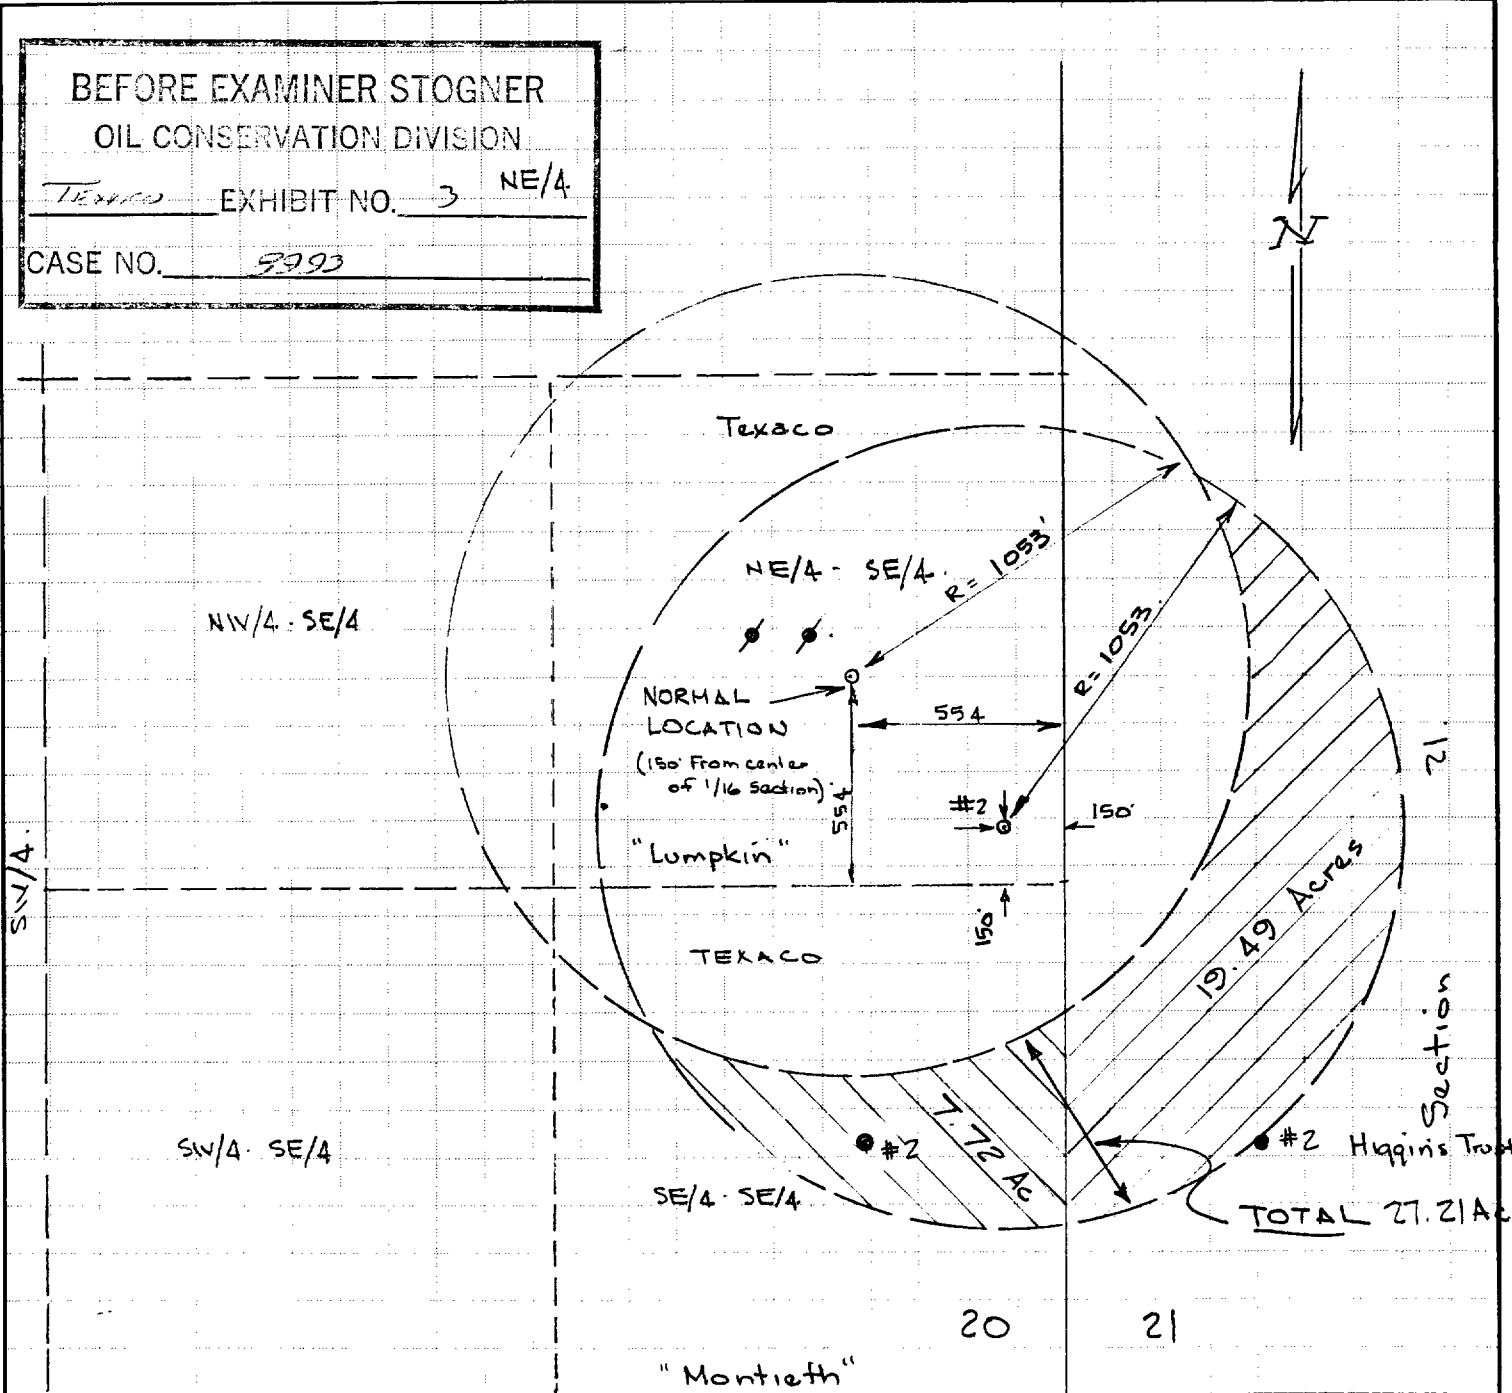 BEFORE EXAMINER STOGNER
OIL CONSERVATION DIVISION
Texaco EXHIBIT NO. 3
CASE NO. 9993
NE/4
N
Texaco
NE/4 - SE/4.
R= 1053'
R= 1053'
NW/4 - SE/4
NORMAL
LOCATION
(150' From center
of 1/16 Section)
554
554
#2
150'
150'
"Lumpkin"
SW/4.
TEXACO
19.49 Acres
Section 21.
7.72 Ac
#2
#2 Higgins Trust
SW/4 - SE/4
SE/4 - SE/4
TOTAL 27.21 Ac
20
21
"Montieth"